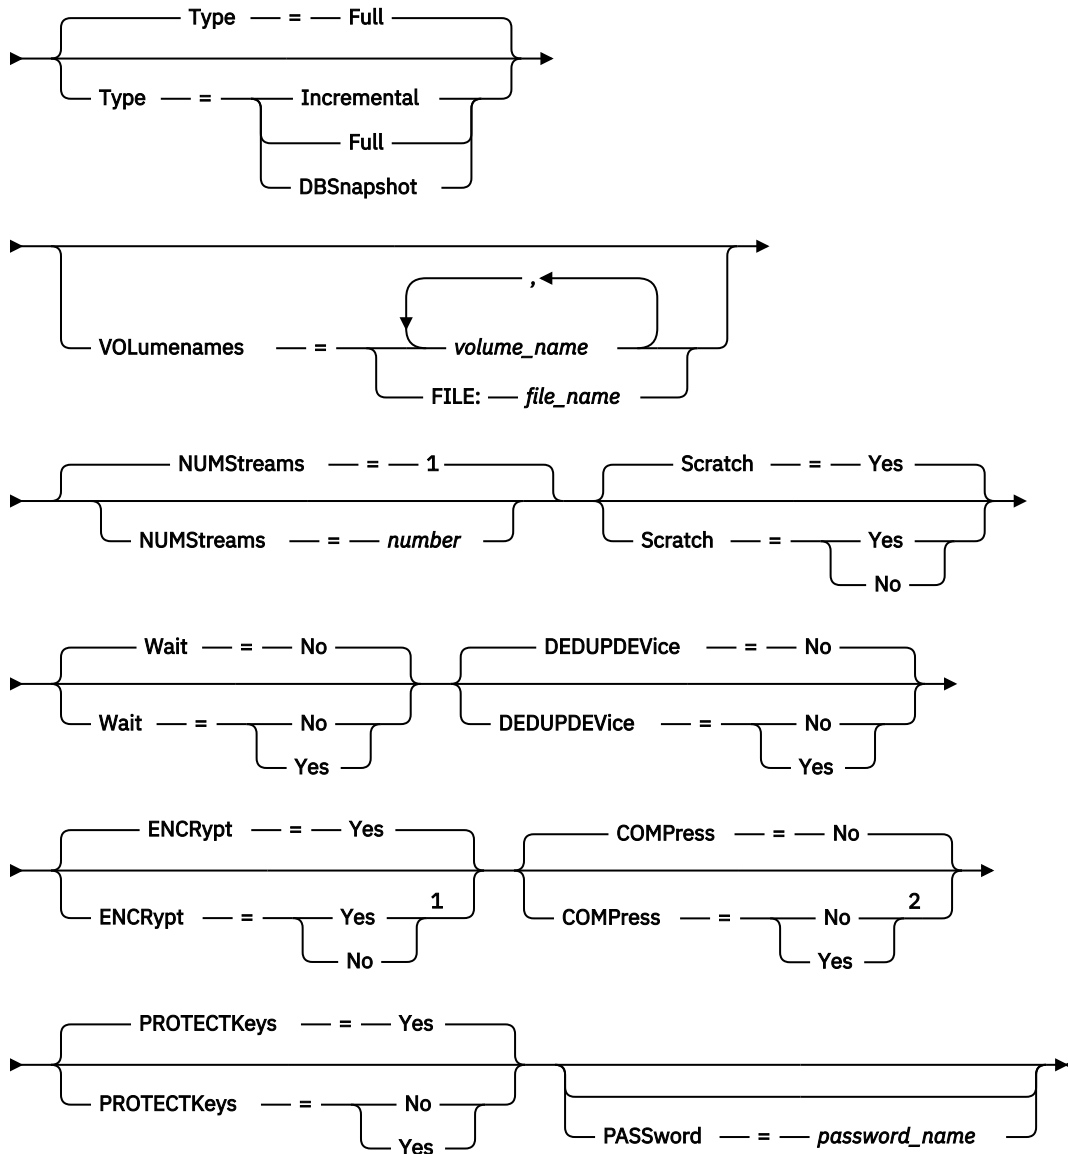 Type = Full
Type = Incremental
Full
DBSnapshot
,
VOLumenames = volume_name
FILE: file_name
NUMStreams = 1 Scratch = Yes
NUMStreams = number Scratch = Yes
No
Wait = No DEDUPDEVice = No
Wait = No DEDUPDEVice = No
Yes Yes
ENCRypt = Yes COMPress = No
ENCRypt = Yes 1 COMPress = No 2
No Yes
PROTECTKeys = Yes
PROTECTKeys = No
Yes PASSword = password_name